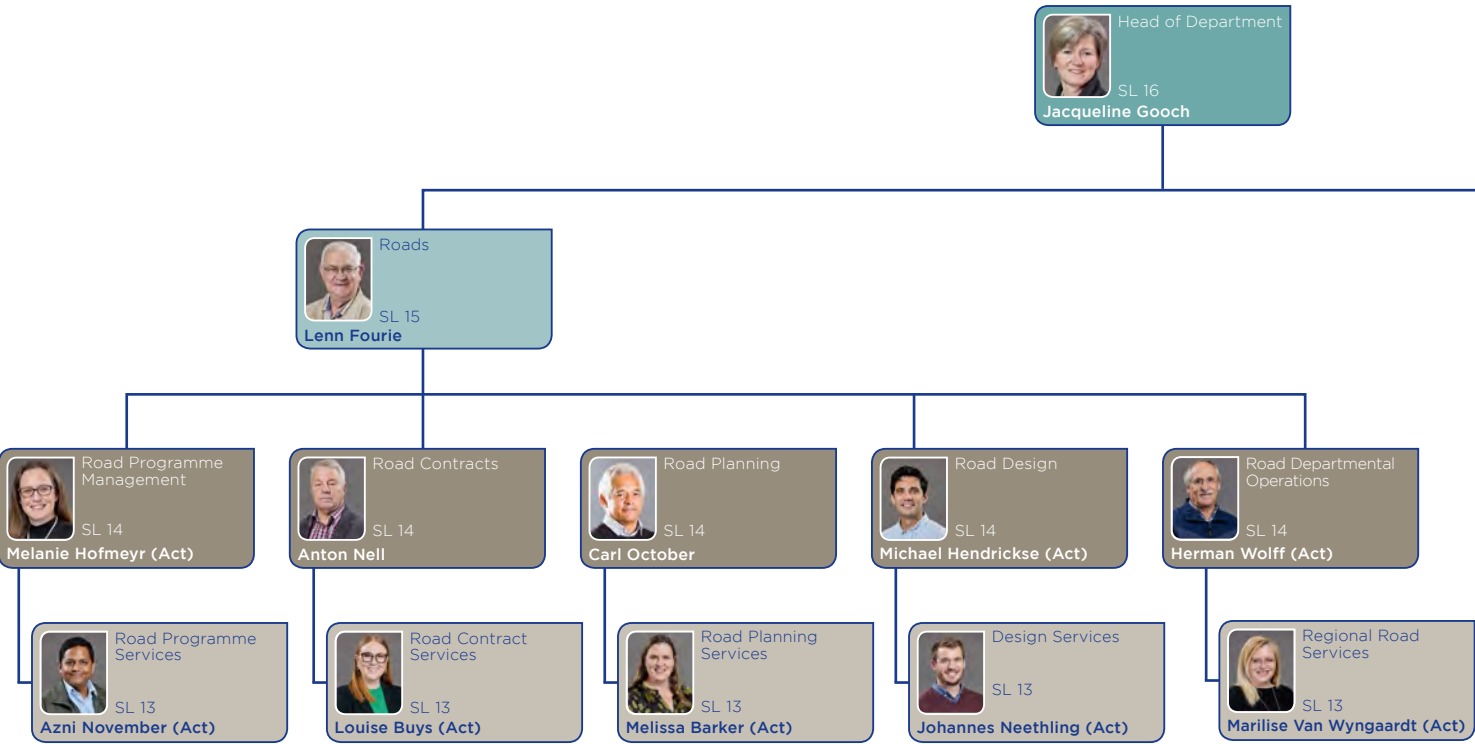 Head of Department
SL 16
Jacqueline Gooch
Roads
SL 15
Lenn Fourie
Road Programme
Management
SL 14
Melanie Hofmeyr (Act)
Road Contracts
SL 14
Anton Nell
Road Planning
SL 14
Carl October
Road Design
SL 14
Michael Hendrickse (Act)
Road Departmental
Operations
SL 14
Herman Wolff (Act)
Road Programme
Services
SL 13
Azni November (Act)
Road Contract
Services
SL 13
Louise Buys (Act)
Road Planning
Services
SL 13
Melissa Barker (Act)
Design Services
SL 13
Johannes Neethling (Act)
Regional Road
Services
SL 13
Marilise Van Wyngaardt (Act)